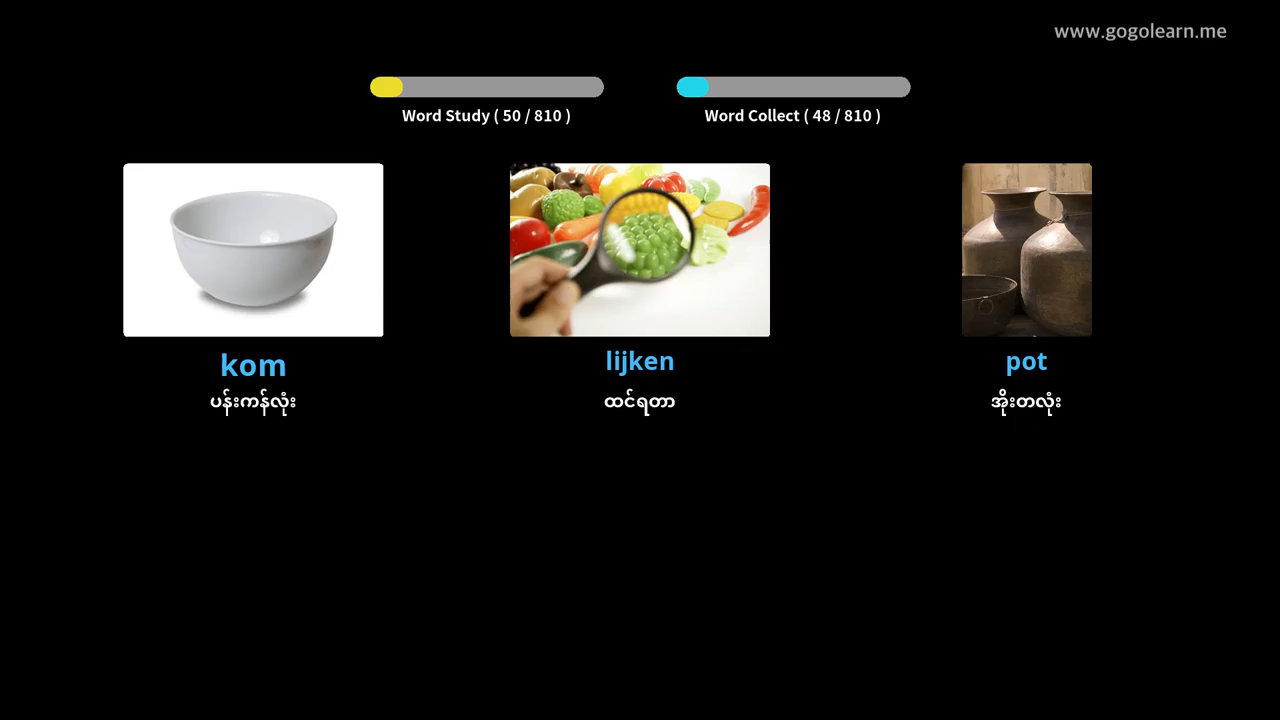 www.gogolearn.me
Word Study ( 50 / 810 )
Word Collect ( 48 / 810 )
kom
ပန်းကန်လုံး
lijken
ထင်ရတာ
pot
အိုးတလုံး